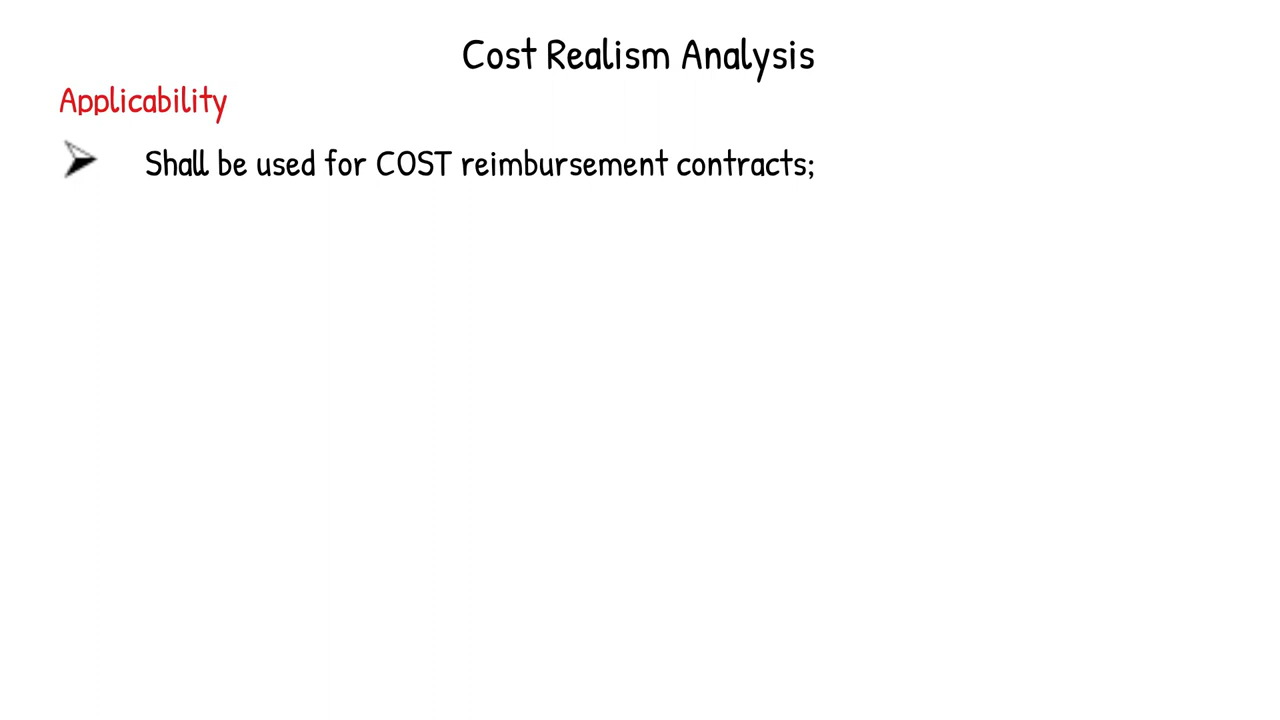 Cost Realism Analysis
Applicability
Shall be used for COST reimbursement contracts;